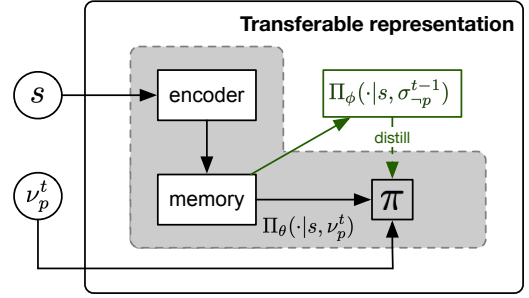 Transferable representation
s
encoder
Π_ϕ(·|s, σ_{¬p}^{t−1})
distill
ν_p^t
memory
π
Π_θ(·|s, ν_p^t)